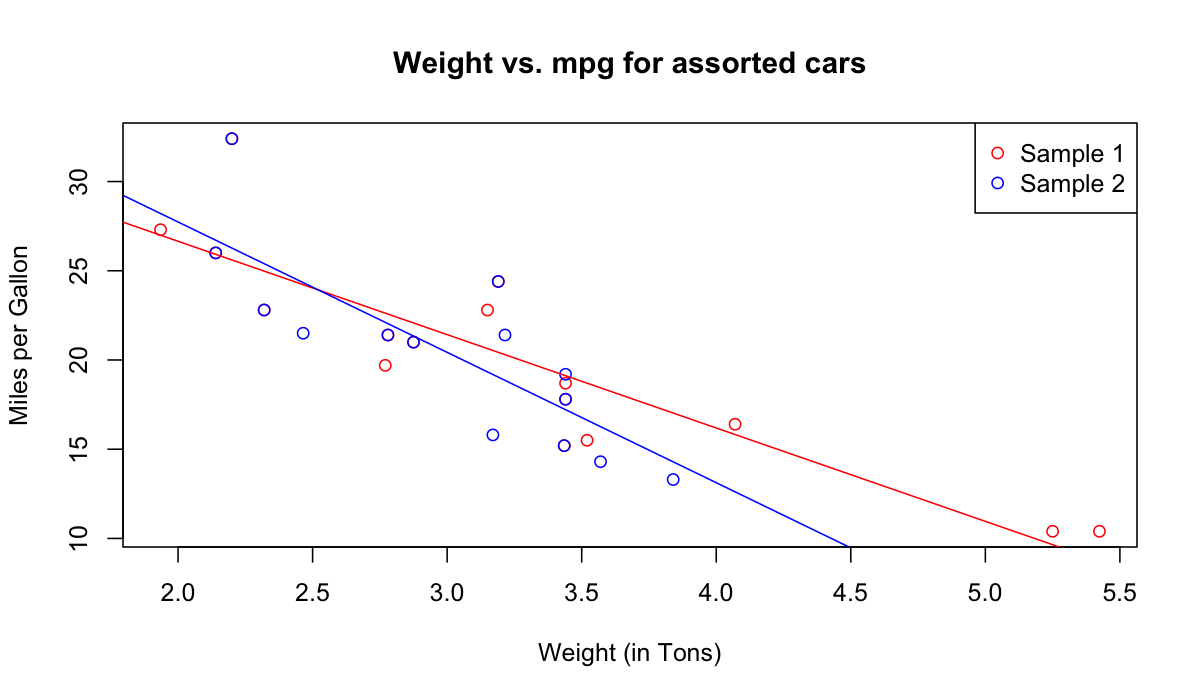 Weight vs. mpg for assorted cars
Sample 1
Sample 2
Miles per Gallon
30
25
20
15
10
2.0 2.5 3.0 3.5 4.0 4.5 5.0 5.5
Weight (in Tons)